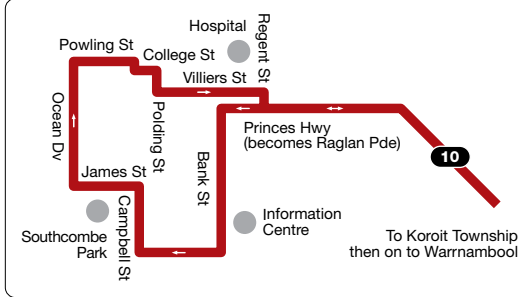 Hospital
Regent St
Powling St
College St
Villiers St
Ocean Dv
Polding St
Princes Hwy
(becomes Raglan Pde)
10
James St
Bank St
Campbell St
Southcombe
Park
Information
Centre
To Koroit Township
then on to Warrnambool